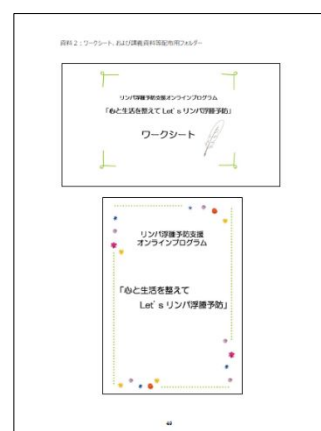 資料2：ワークシート、および講義資料等配布用フォルダー
リンパ浮腫予防支援オンラインプログラム
「心と生活を整えて Let's リンパ浮腫予防」
ワークシート
リンパ浮腫予防支援
オンラインプログラム
「心と生活を整えて
Let's リンパ浮腫予防」